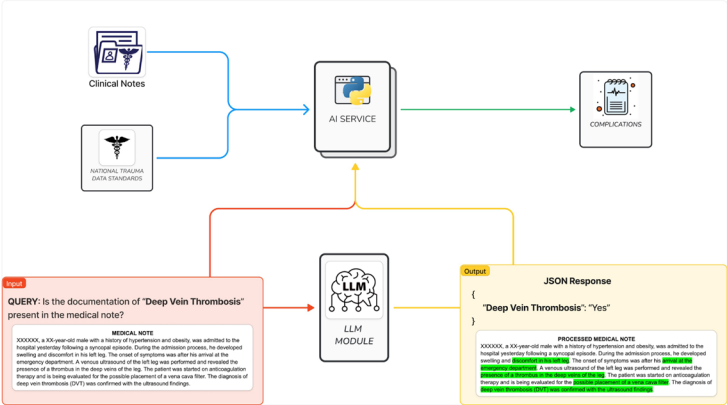 Clinical Notes
NATIONAL TRAUMA
DATA STANDARDS
AI SERVICE
COMPLICATIONS
Input
QUERY: Is the documentation of “Deep Vein Thrombosis”
present in the medical note?
MEDICAL NOTE
XXXXXX, a XX-year-old male with a history of hypertension and obesity, was admitted to the
hospital yesterday following a syncopal episode. During the admission process, he developed
swelling and discomfort in his left leg. The onset of symptoms was after his arrival at the
emergency department. A venous ultrasound of the left leg was performed and revealed the
presence of a thrombus in the deep veins of the leg. The patient was started on anticoagulation
therapy and is being evaluated for the possible placement of a vena cava filter. The diagnosis of
deep vein thrombosis (DVT) was confirmed with the ultrasound findings.
LLM
LLM
MODULE
Output
JSON Response
{
“Deep Vein Thrombosis”: “Yes”
}
PROCESSED MEDICAL NOTE
XXXXXX, a XX-year-old male with a history of hypertension and obesity, was admitted to the
hospital yesterday following a syncopal episode. During the admission process, he developed
swelling and discomfort in his left leg. The onset of symptoms was after his arrival at the
emergency department. A venous ultrasound of the left leg was performed and revealed the
presence of a thrombus in the deep veins of the leg. The patient was started on anticoagulation
therapy and is being evaluated for the possible placement of a vena cava filter. The diagnosis of
deep vein thrombosis (DVT) was confirmed with the ultrasound findings.